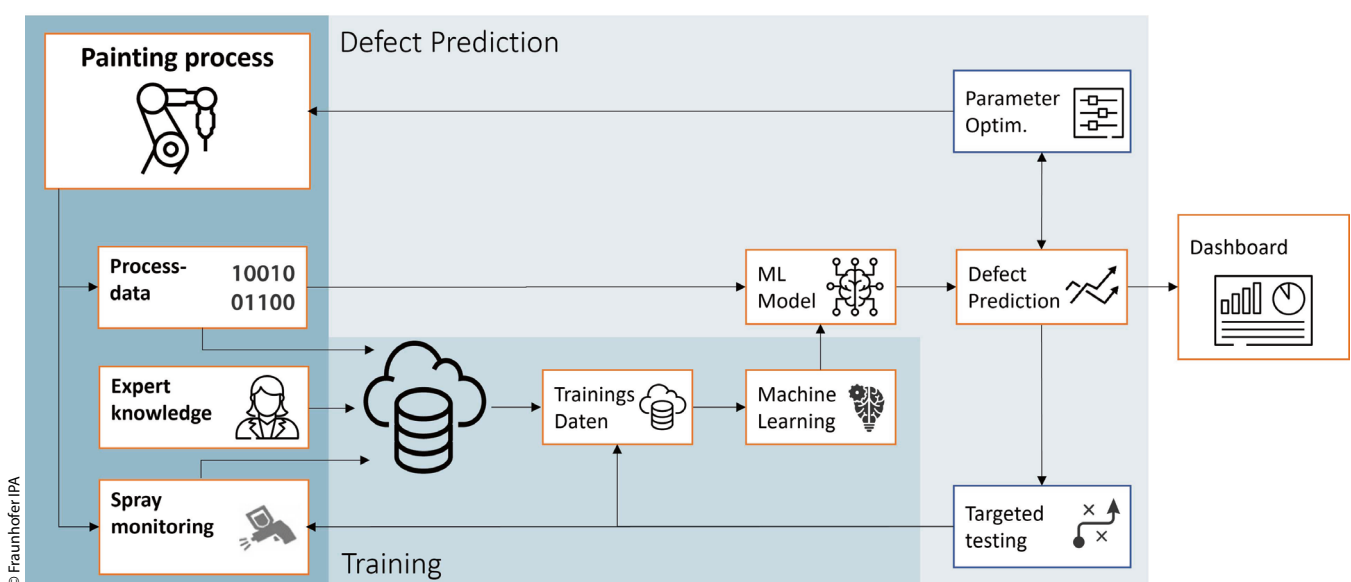 Painting process
Defect Prediction
Parameter
Optim.
Process-
data
10010
01100
ML
Model
Defect
Prediction
Dashboard
Expert
knowledge
Trainings
Daten
Machine
Learning
Spray
monitoring
Targeted
testing
Training
© Fraunhofer IPA